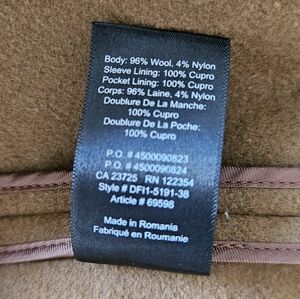 Body: 96% Wool, 4% Nylon
Sleeve Lining: 100% Cupro
Pocket Lining: 100% Cupro
Corps: 96% Laine, 4% Nylon
Doublure De La Manche:
100% Cupro
Doublure De La Poche:
100% Cupro
P.O. # 4500090823
P.O. # 4500090824
CA 23725 RN 122354
Style # DFI1-5191-38
Article # 69598
Made in Romania
Fabriqué en Roumanie